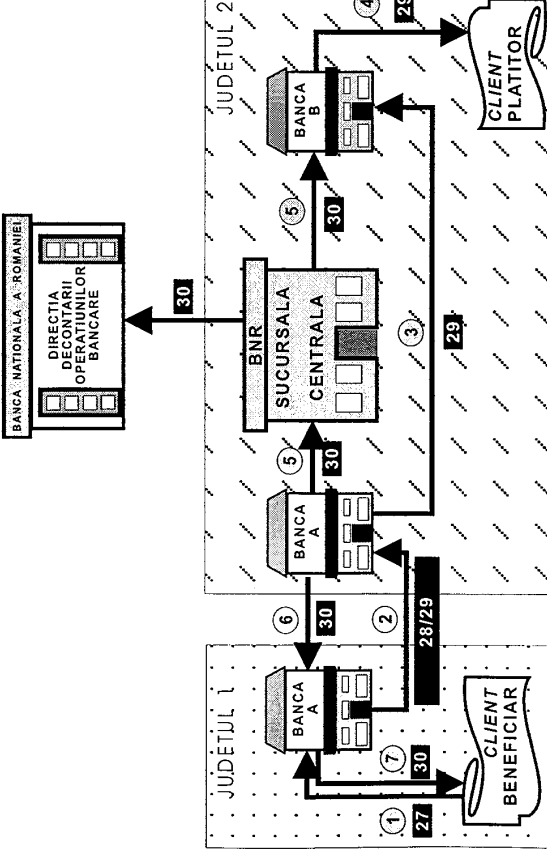 BANCA NATIONALA A ROMANIEI
DIRECTIA
DECONTARII
OPERATIUNILOR
BANCARE
30
JUDETUL 1
JUDETUL 2
BANCA
A
6
30
BANCA
A
5
30
BNR
SUCURSALA
CENTRALA
5
30
BANCA
B
4
29
1
27
7
30
2
28/29
3
29
CLIENT
BENEFICIAR
CLIENT
PLATITOR